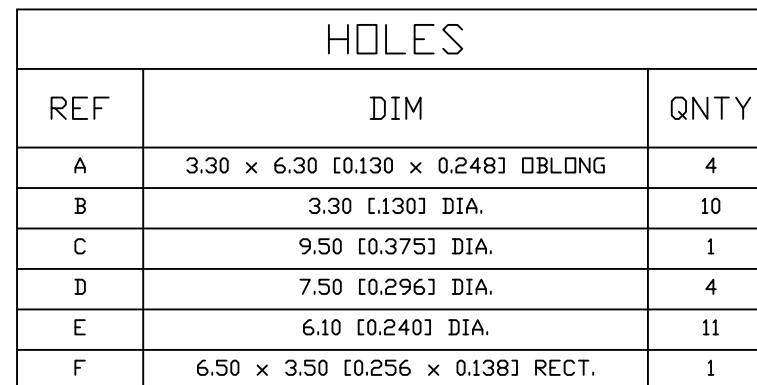 HOLES
REF DIM QNTY
A 3.30 x 6.30 [0.130 x 0.248] OBLONG 4
B 3.30 [.130] DIA. 10
C 9.50 [0.375] DIA. 1
D 7.50 [0.296] DIA. 4
E 6.10 [0.240] DIA. 11
F 6.50 x 3.50 [0.256 x 0.138] RECT. 1